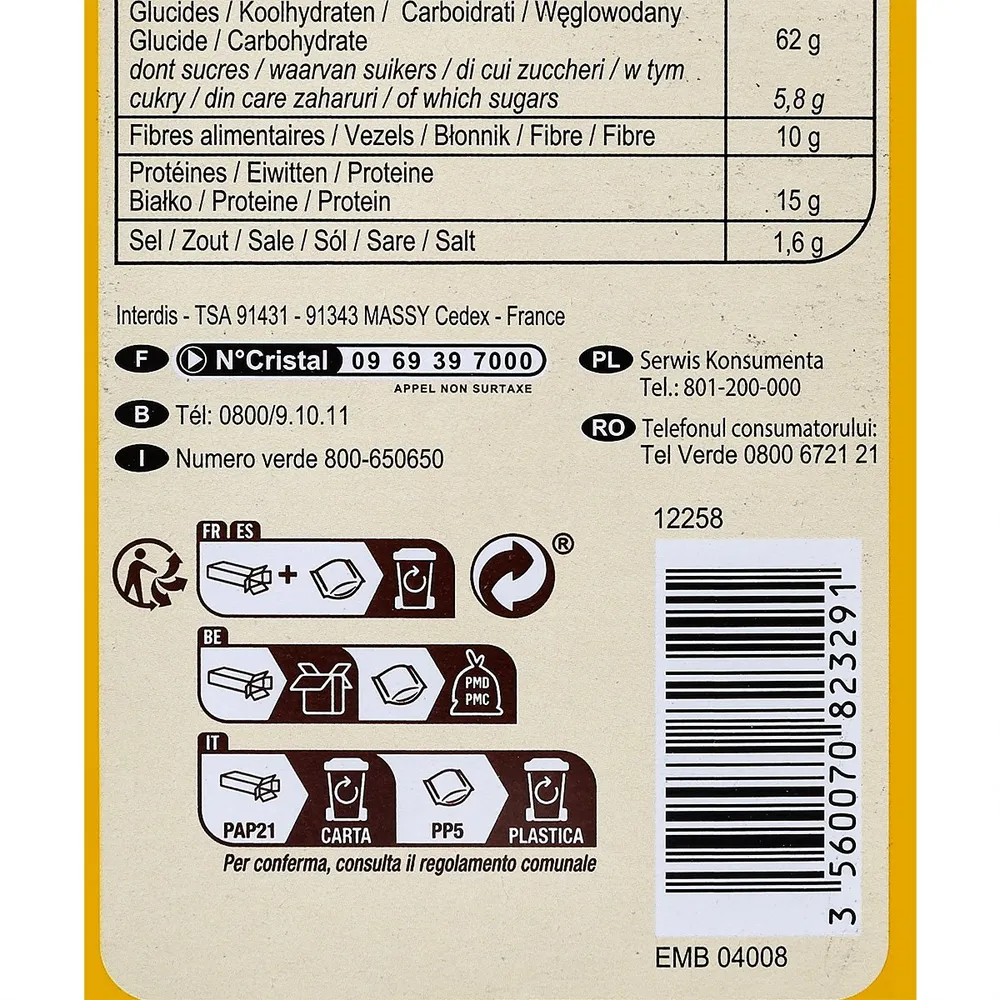 Glucides / Koolhydraten / Carboidrati / Węglowodany
Glucide / Carbohydrate 62 g
dont sucres / waarvan suikers / di cui zuccheri / w tym
cukry / din care zaharuri / of which sugars 5,8 g
Fibres alimentaires / Vezels / Błonnik / Fibre / Fibre 10 g
Protéines / Eiwitten / Proteine
Białko / Proteine / Protein 15 g
Sel / Zout / Sale / Sól / Sare / Salt 1,6 g
Interdis - TSA 91431 - 91343 MASSY Cedex - France
F N°Cristal 09 69 39 7000
APPEL NON SURTAXE
B Tél: 0800/9.10.11
I Numero verde 800-650650
PL Serwis Konsumenta
Tel.: 801-200-000
RO Telefonul consumatorului:
Tel Verde 0800 6721 21
12258
FR ES
®
BE
PMD
PMC
IT
PAP21 CARTA PP5 PLASTICA
Per conferma, consulta il regolamento comunale
3 560070 823291
EMB 04008